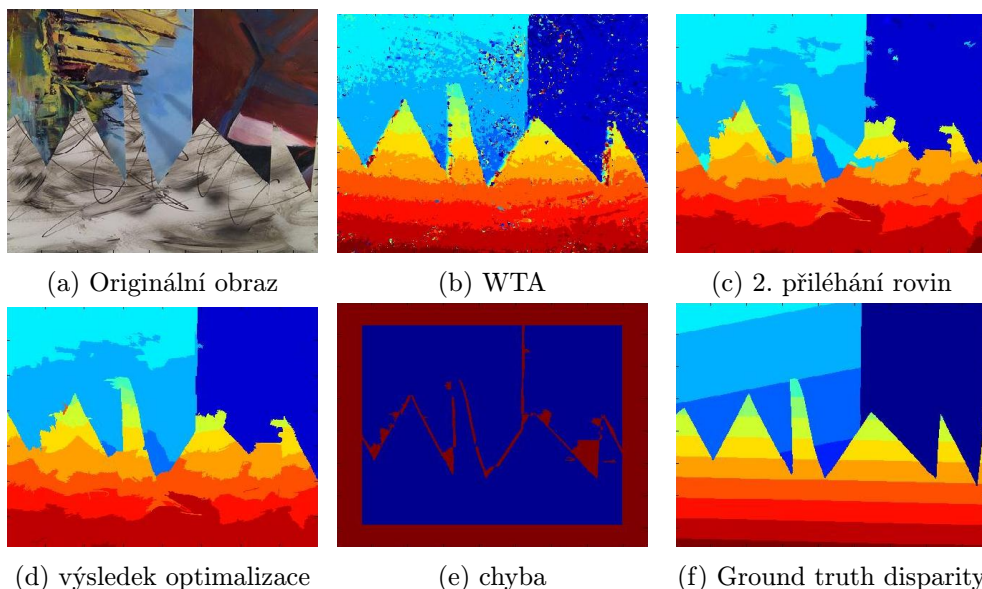 (a) Originální obraz
(b) WTA
(c) 2. přiléhání rovin
(d) výsledek optimalizace
(e) chyba
(f) Ground truth disparity